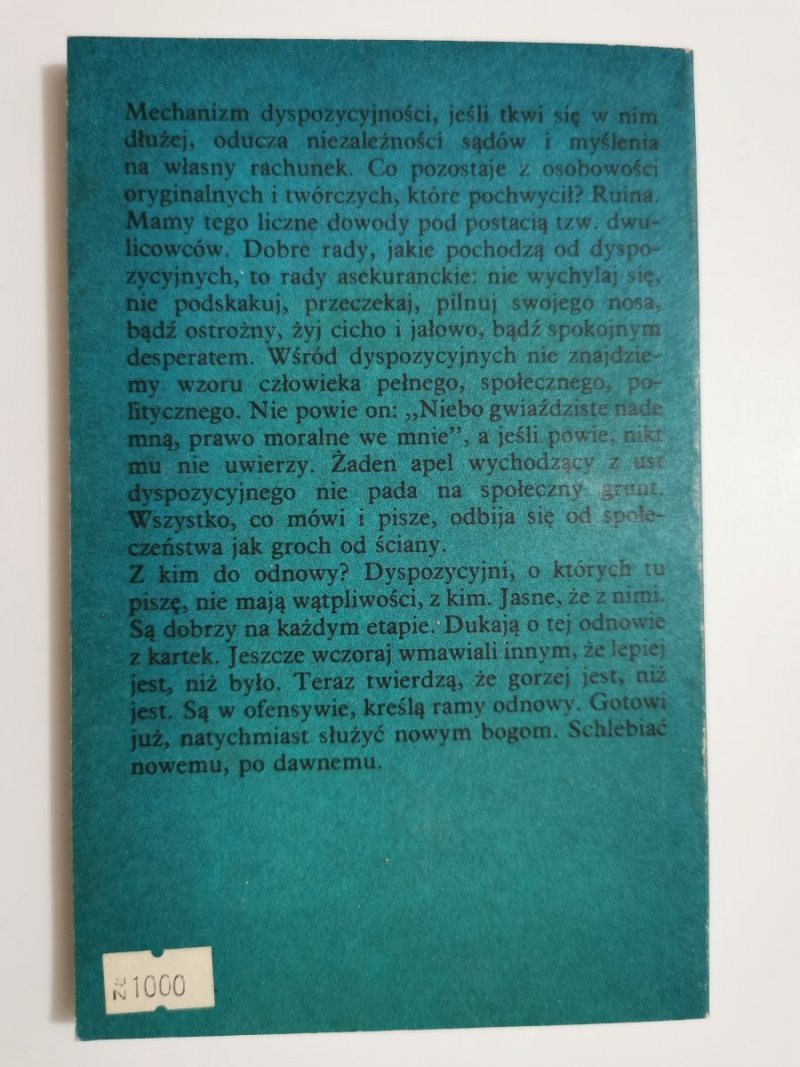 Mechanizm dyspozycyjności, jeśli tkwi się w nim
dłużej, oducza niezależności sądów i myślenia
na własny rachunek. Co pozostaje z osobowości
oryginalnych i twórczych, które pochwycił? Ruina.
Mamy tego liczne dowody pod postacią tzw. dwu-
licowców. Dobre rady, jakie pochodzą od dyspo-
zycyjnych, to rady asekuranckie: nie wychylaj się,
nie podskakuj, przeczekaj, pilnuj swojego nosa,
bądź ostrożny, żyj cicho i jałowo, bądź spokojnym
desperatem. Wśród dyspozycyjnych nie znajdzie-
my wzoru człowieka pełnego, społecznego, po-
litycznego. Nie powie on: „Niebo gwiaździste nade
mną, prawo moralne we mnie”, a jeśli powie, nikt
mu nie uwierzy. Żaden apel wychodzący z ust
dyspozycyjnego nie pada na społeczny grunt.
Wszystko, co mówi i pisze, odbija się od społe-
czeństwa jak groch od ściany.
Z kim do odnowy? Dyspozycyjni, o których tu
piszę, nie mają wątpliwości, z kim. Jasne, że z nimi.
Są dobrzy na każdym etapie. Dukają o tej odnowie
z kartek. Jeszcze wczoraj wmawiali innym, że lepiej
jest, niż było. Teraz twierdzą, że gorzej jest, niż
jest. Są w ofensywie, kreślą ramy odnowy. Gotowi
już, natychmiast służyć nowym bogom. Schlebiać
nowemu, po dawnemu.
1000